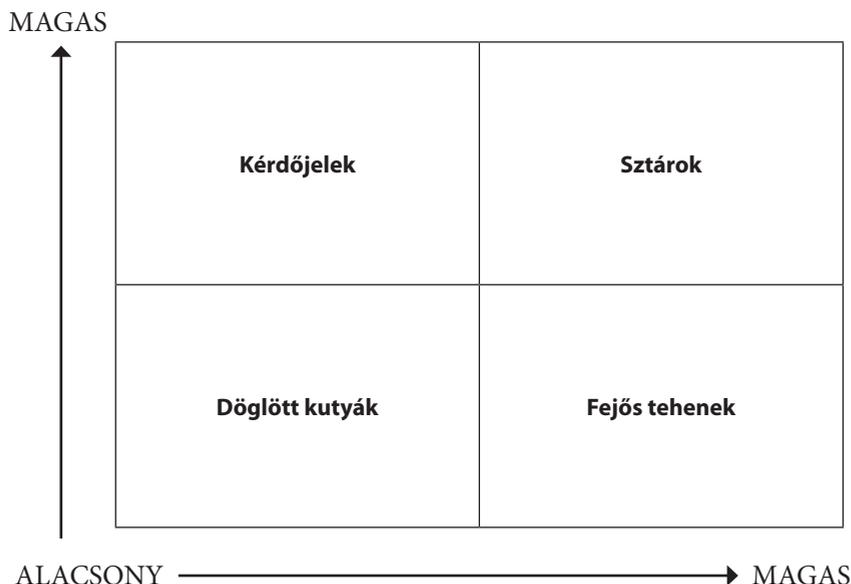 MAGAS
Kérdőjelek
Sztárok
Döglött kutyák
Fejős tehenek
ALACSONY
MAGAS